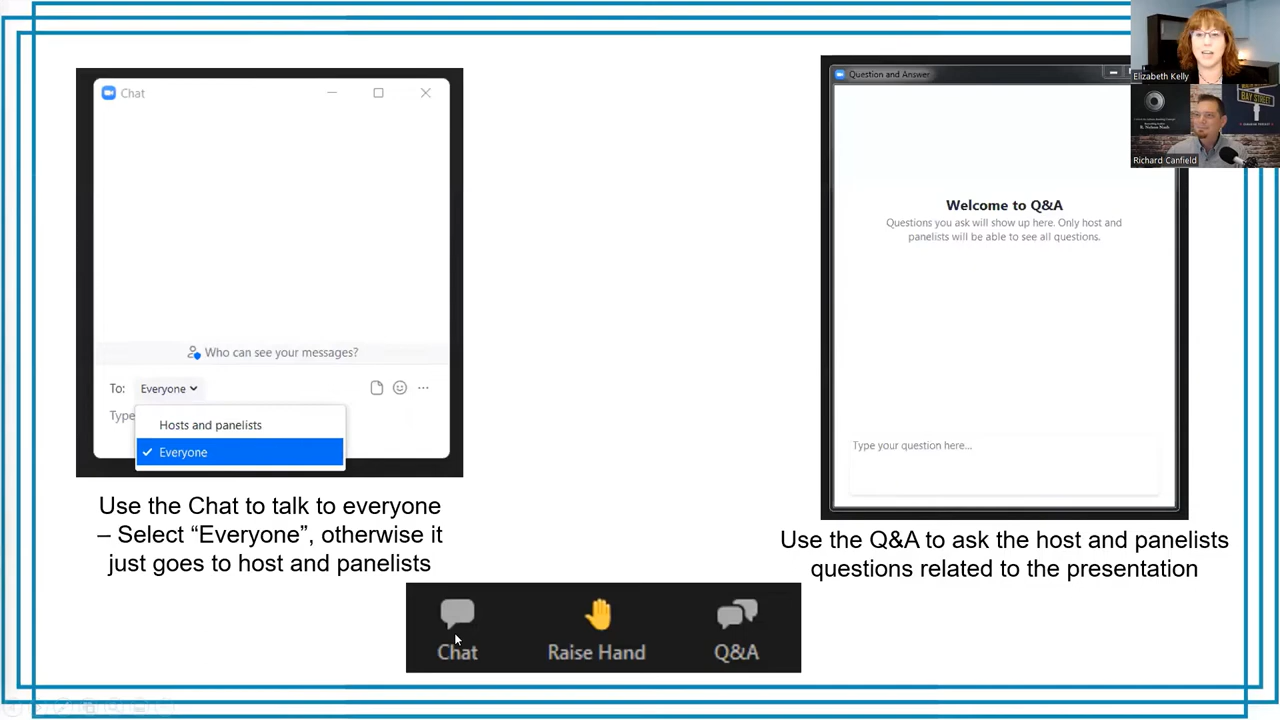 Chat
Who can see your messages?
To: Everyone
Type
Hosts and panelists
Everyone
Use the Chat to talk to everyone
– Select “Everyone”, otherwise it
just goes to host and panelists
Question and Answer
Welcome to Q&A
Questions you ask will show up here. Only host and
panelists will be able to see all questions.
Type your question here...
Use the Q&A to ask the host and panelists
questions related to the presentation
Chat
Raise Hand
Q&A
Elizabeth Kelly
BAY STREET
R. Nelson Nash
Richard Canfield